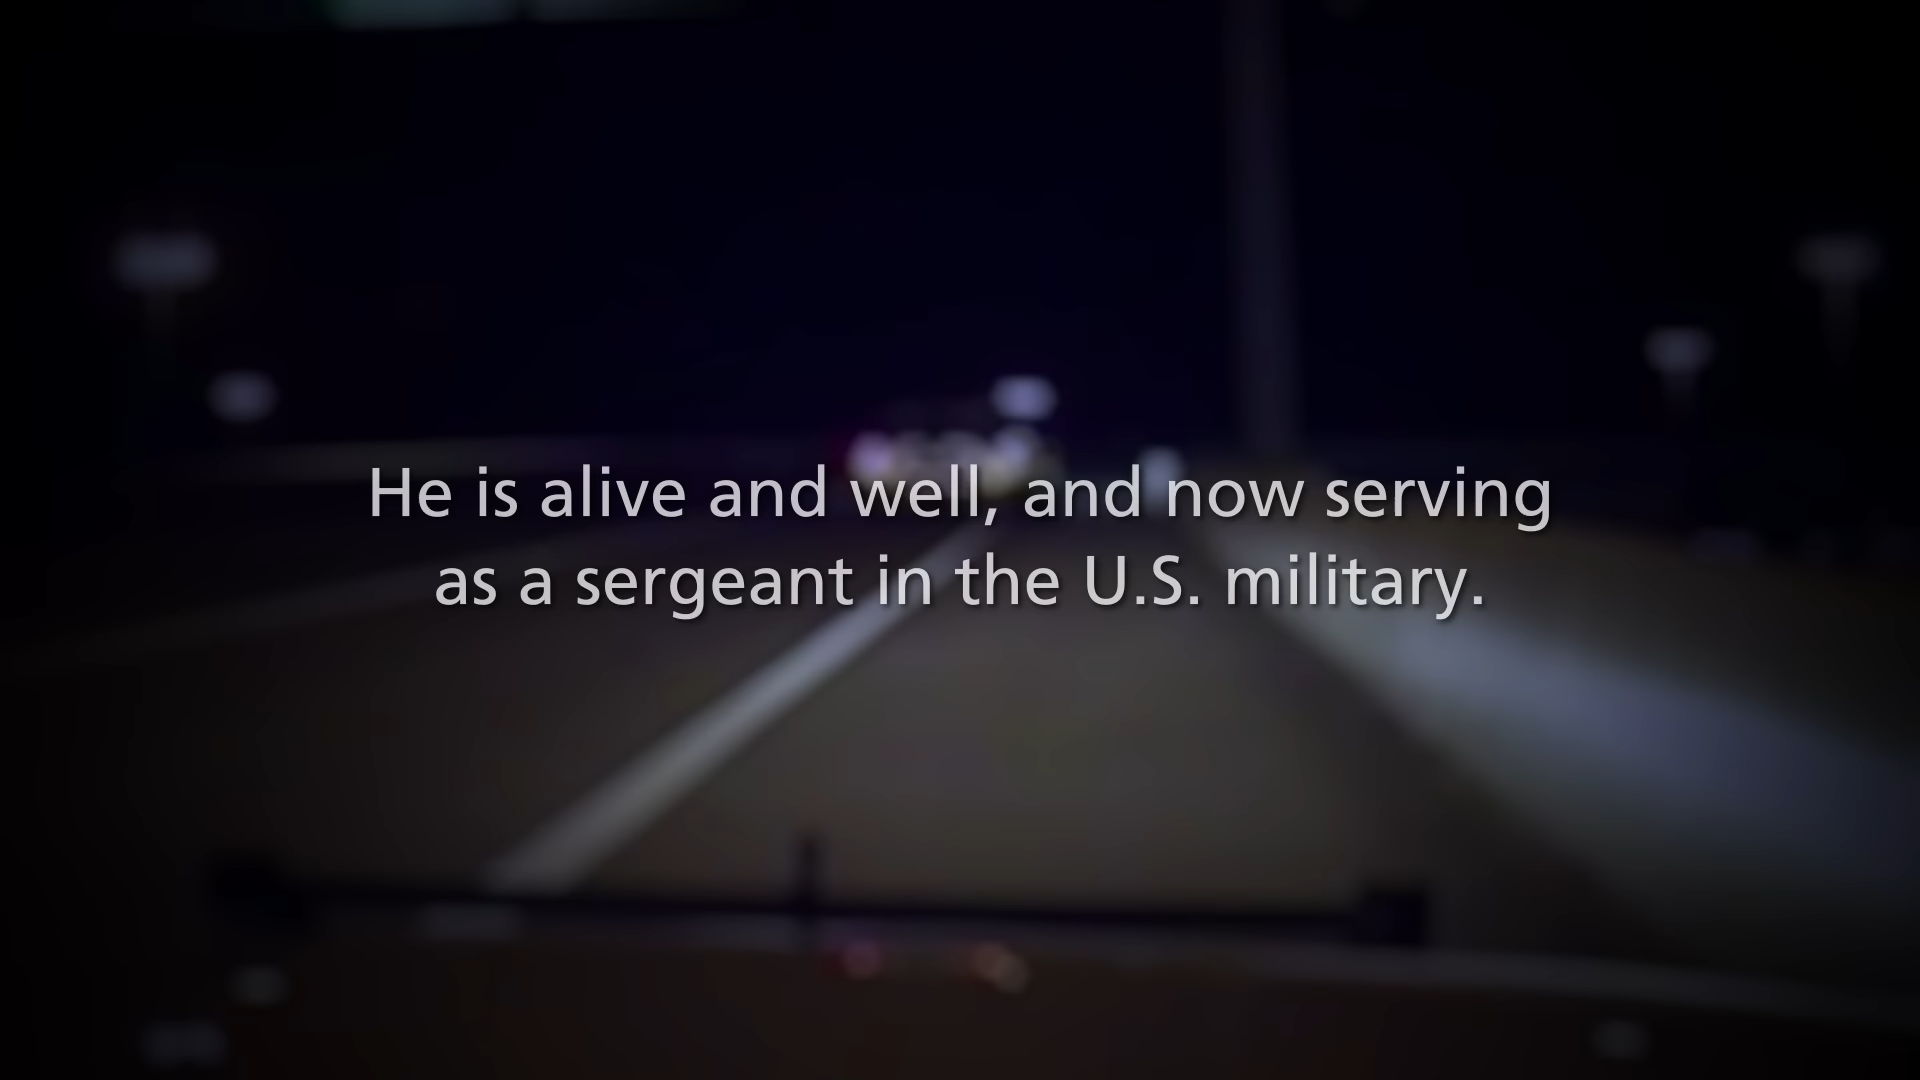 He is alive and well, and now serving
as a sergeant in the U.S. military.